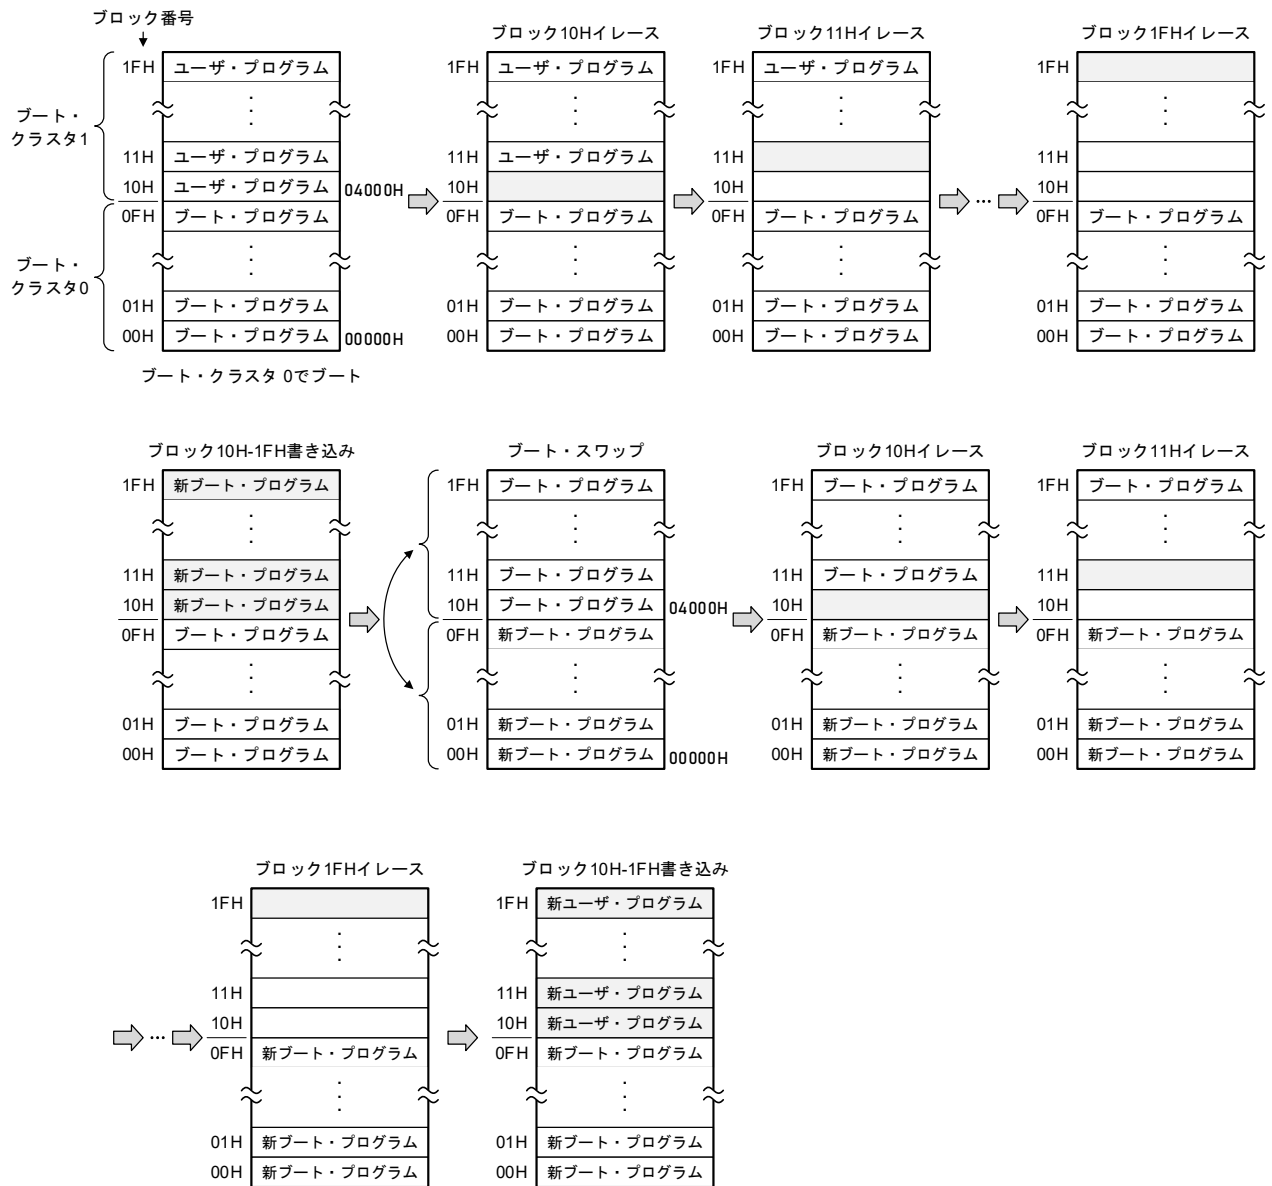 ブロック番号
ブロック10Hイレース
ブロック11Hイレース
ブロック1FHイレース
1FH ユーザ・プログラム
1FH ユーザ・プログラム
1FH ユーザ・プログラム
1FH
ブート・
クラスタ1
11H ユーザ・プログラム
11H ユーザ・プログラム
11H
11H
10H ユーザ・プログラム 04000H
10H
10H
... 10H
0FH ブート・プログラム
0FH ブート・プログラム
0FH ブート・プログラム
0FH ブート・プログラム
ブート・
クラスタ0
01H ブート・プログラム
01H ブート・プログラム
01H ブート・プログラム
01H ブート・プログラム
00H ブート・プログラム 00000H
00H ブート・プログラム
00H ブート・プログラム
00H ブート・プログラム
ブート・クラスタ 0でブート
ブロック10H-1FH書き込み
ブート・スワップ
ブロック10Hイレース
ブロック11Hイレース
1FH 新ブート・プログラム
1FH ブート・プログラム
1FH ブート・プログラム
1FH ブート・プログラム
11H 新ブート・プログラム
11H ブート・プログラム
11H ブート・プログラム
11H
10H 新ブート・プログラム
10H ブート・プログラム 04000H
10H
10H
0FH ブート・プログラム
0FH 新ブート・プログラム
0FH 新ブート・プログラム
0FH 新ブート・プログラム
01H ブート・プログラム
01H 新ブート・プログラム
01H 新ブート・プログラム
01H 新ブート・プログラム
00H ブート・プログラム
00H 新ブート・プログラム 00000H
00H 新ブート・プログラム
00H 新ブート・プログラム
ブロック1FHイレース
ブロック10H-1FH書き込み
1FH
1FH 新ユーザ・プログラム
11H
11H 新ユーザ・プログラム
... 10H
10H 新ユーザ・プログラム
0FH 新ブート・プログラム
0FH 新ブート・プログラム
01H 新ブート・プログラム
01H 新ブート・プログラム
00H 新ブート・プログラム
00H 新ブート・プログラム